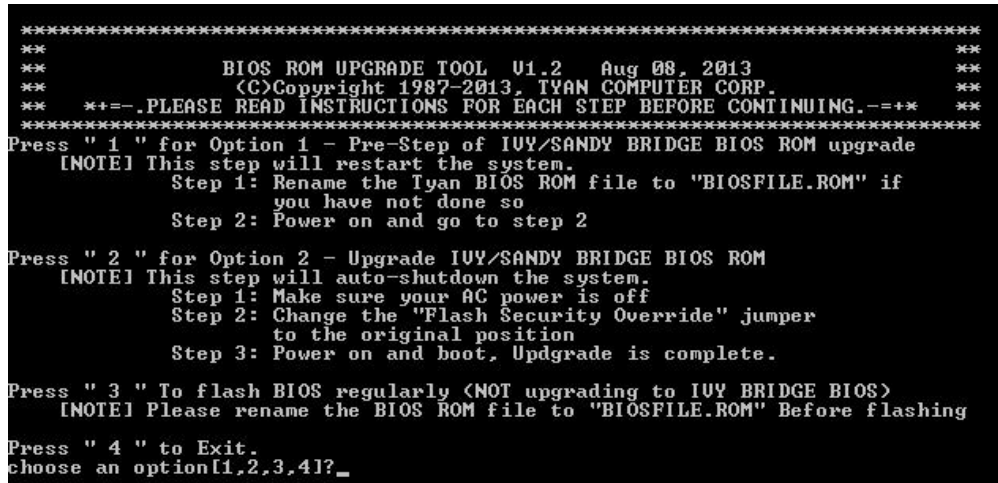 ***************************************************************************
** **
** BIOS ROM UPGRADE TOOL V1.2 Aug 08, 2013 **
** (C)Copyright 1987-2013, TYAN COMPUTER CORP. **
** *+=-.PLEASE READ INSTRUCTIONS FOR EACH STEP BEFORE CONTINUING.-=+* **
***************************************************************************
Press " 1 " for Option 1 - Pre-Step of IVY/SANDY BRIDGE BIOS ROM upgrade
[NOTE] This step will restart the system.
Step 1: Rename the Tyan BIOS ROM file to "BIOSFILE.ROM" if
you have not done so
Step 2: Power on and go to step 2
Press " 2 " for Option 2 - Upgrade IVY/SANDY BRIDGE BIOS ROM
[NOTE] This step will auto-shutdown the system.
Step 1: Make sure your AC power is off
Step 2: Change the "Flash Security Override" jumper
to the original position
Step 3: Power on and boot, Updgrade is complete.
Press " 3 " To flash BIOS regularly (NOT upgrading to IVY BRIDGE BIOS)
[NOTE] Please rename the BIOS ROM file to "BIOSFILE.ROM" Before flashing
Press " 4 " to Exit.
choose an option[1,2,3,4]?_